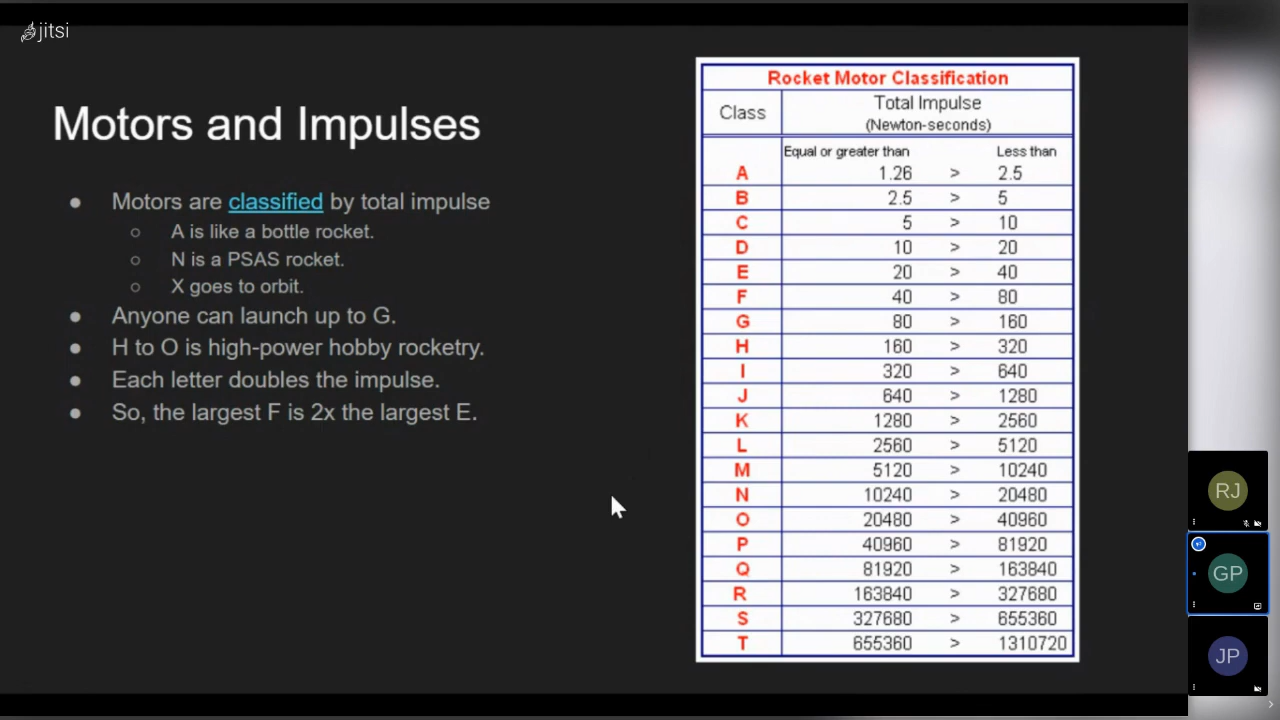 jitsi
Motors and Impulses
● Motors are classified by total impulse
○ A is like a bottle rocket.
○ N is a PSAS rocket.
○ X goes to orbit.
● Anyone can launch up to G.
● H to O is high-power hobby rocketry.
● Each letter doubles the impulse.
● So, the largest F is 2x the largest E.
Rocket Motor Classification
Class
Total Impulse
(Newton-seconds)
Equal or greater than Less than
A 1.26 > 2.5
B 2.5 > 5
C 5 > 10
D 10 > 20
E 20 > 40
F 40 > 80
G 80 > 160
H 160 > 320
I 320 > 640
J 640 > 1280
K 1280 > 2560
L 2560 > 5120
M 5120 > 10240
N 10240 > 20480
O 20480 > 40960
P 40960 > 81920
Q 81920 > 163840
R 163840 > 327680
S 327680 > 655360
T 655360 > 1310720
RJ
GP
JP